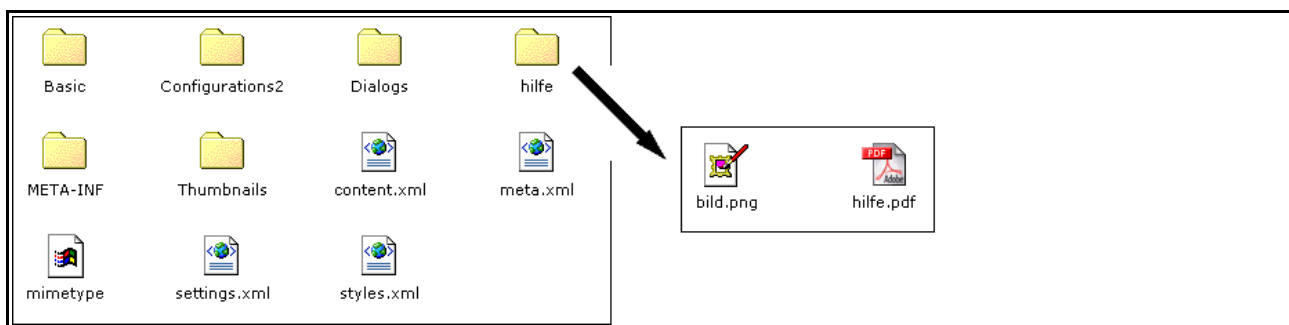 Basic Configurations2 Dialogs hilfe
META-INF Thumbnails content.xml meta.xml
PDF
Adobe
bild.png hilfe.pdf
mimetype settings.xml styles.xml